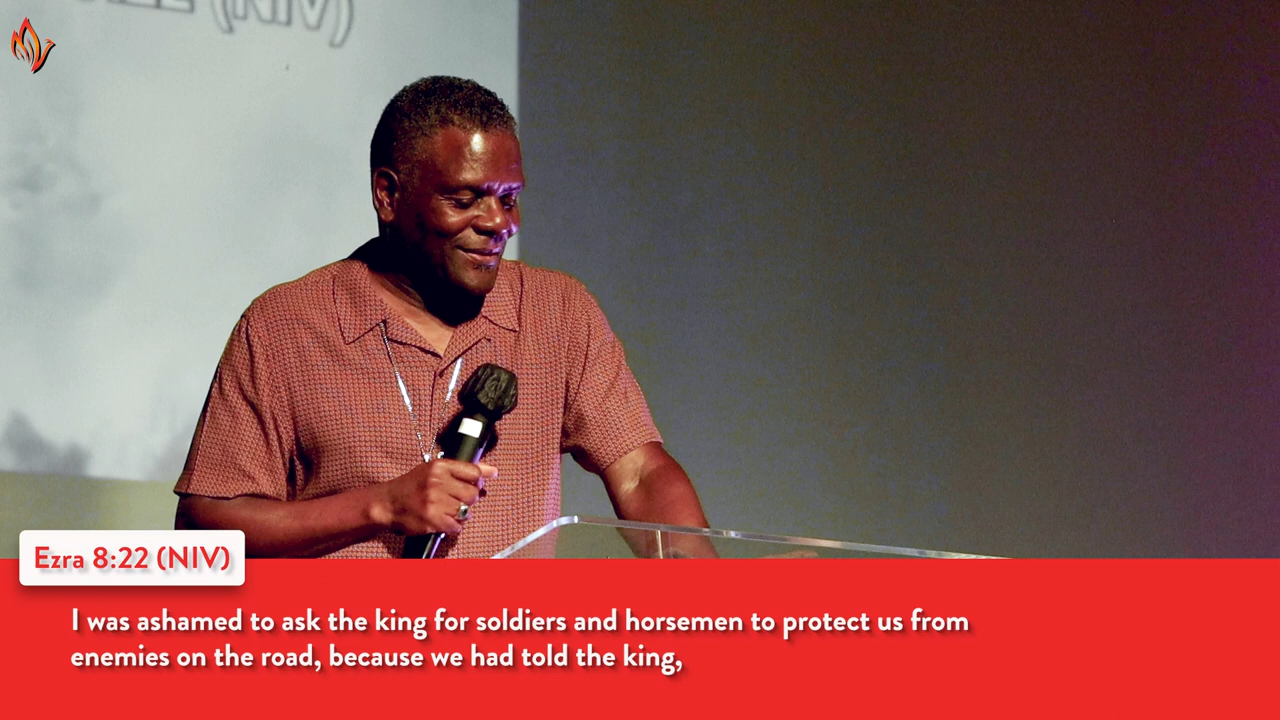 (NIV)
Ezra 8:22 (NIV)
I was ashamed to ask the king for soldiers and horsemen to protect us from
enemies on the road, because we had told the king,